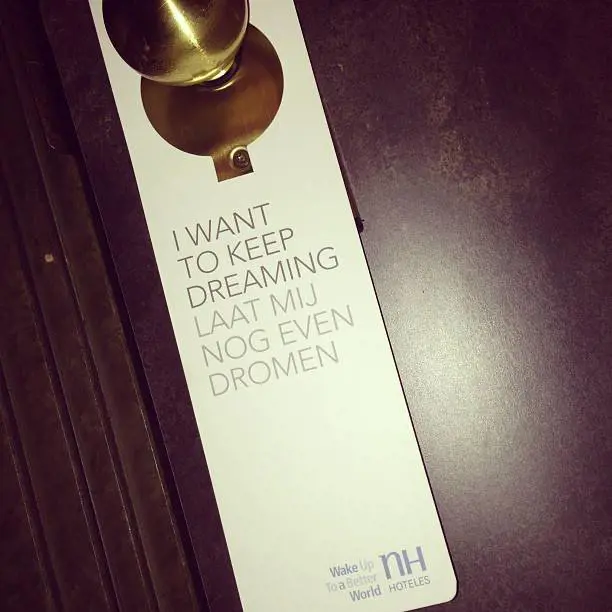 I WANT
TO KEEP
DREAMING
LAAT MIJ
NOG EVEN
DROMEN
Wake Up
To a Better
World
nH
HOTELES